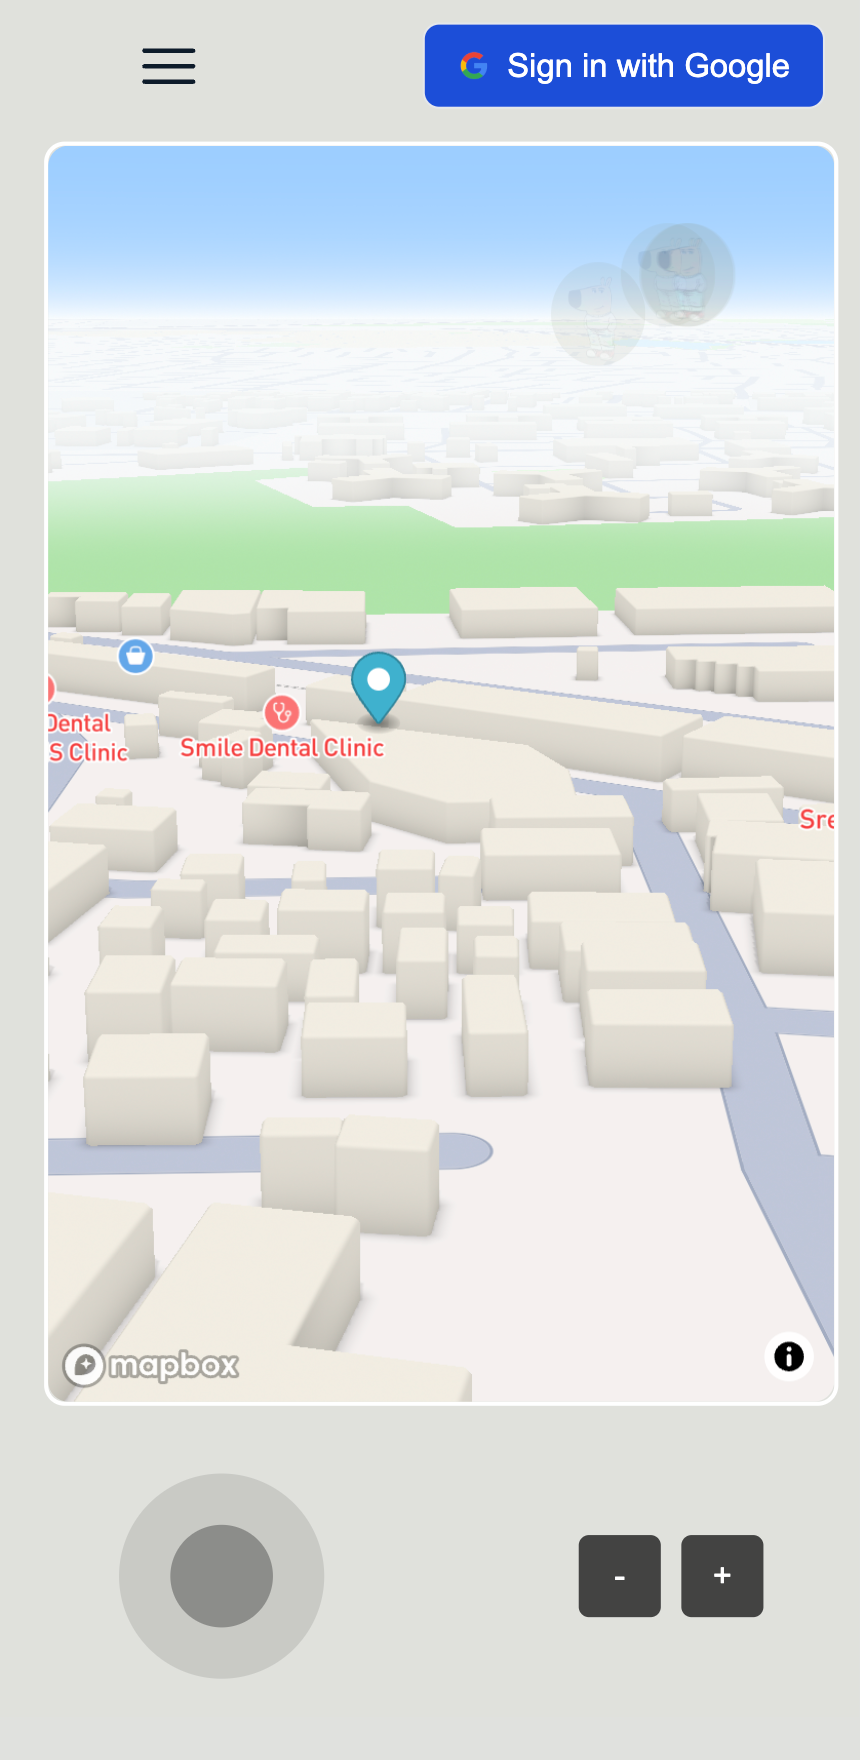 Sign in with Google
Dental
S Clinic
Smile Dental Clinic
Sre
mapbox
-
+